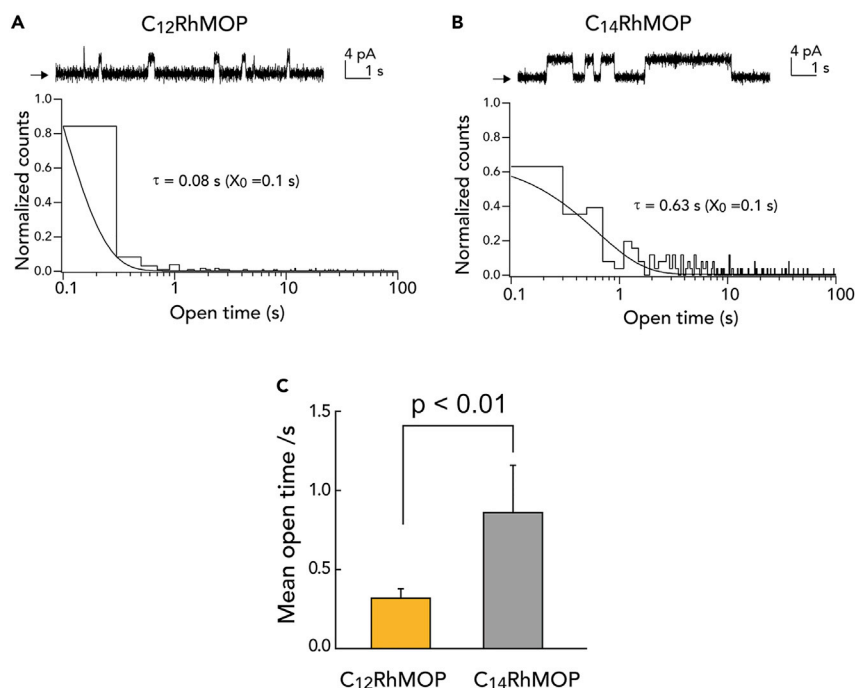 A
C12RhMOP
4 pA
1 s
1.0
0.8
0.6
0.4
0.2
0.0
Normalized counts
τ = 0.08 s (X0 =0.1 s)
0.1
1
10
100
Open time (s)
B
C14RhMOP
4 pA
1 s
1.0
0.8
0.6
0.4
0.2
0.0
Normalized counts
τ = 0.63 s (X0 =0.1 s)
0.1
1
10
100
Open time (s)
C
p < 0.01
1.5
1.0
0.5
0.0
Mean open time /s
C12RhMOP
C14RhMOP